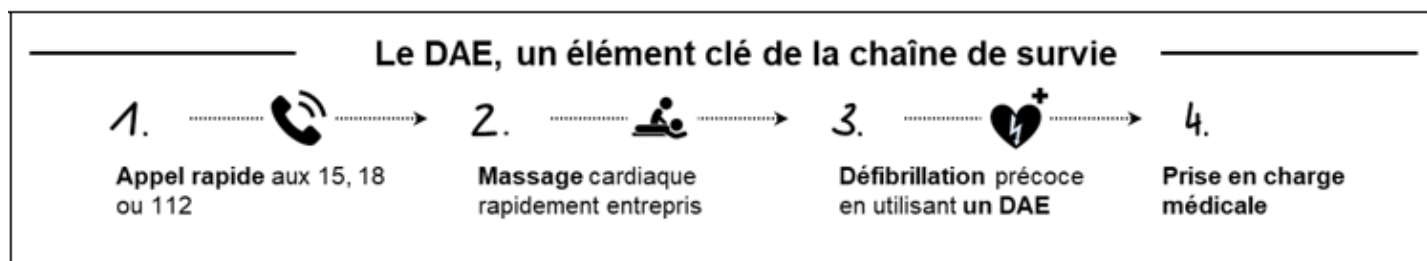 Le DAE, un élément clé de la chaîne de survie
1.
Appel rapide aux 15, 18
ou 112
2.
Massage cardiaque
rapidement entrepris
3.
Défibrillation précoce
en utilisant un DAE
4.
Prise en charge
médicale